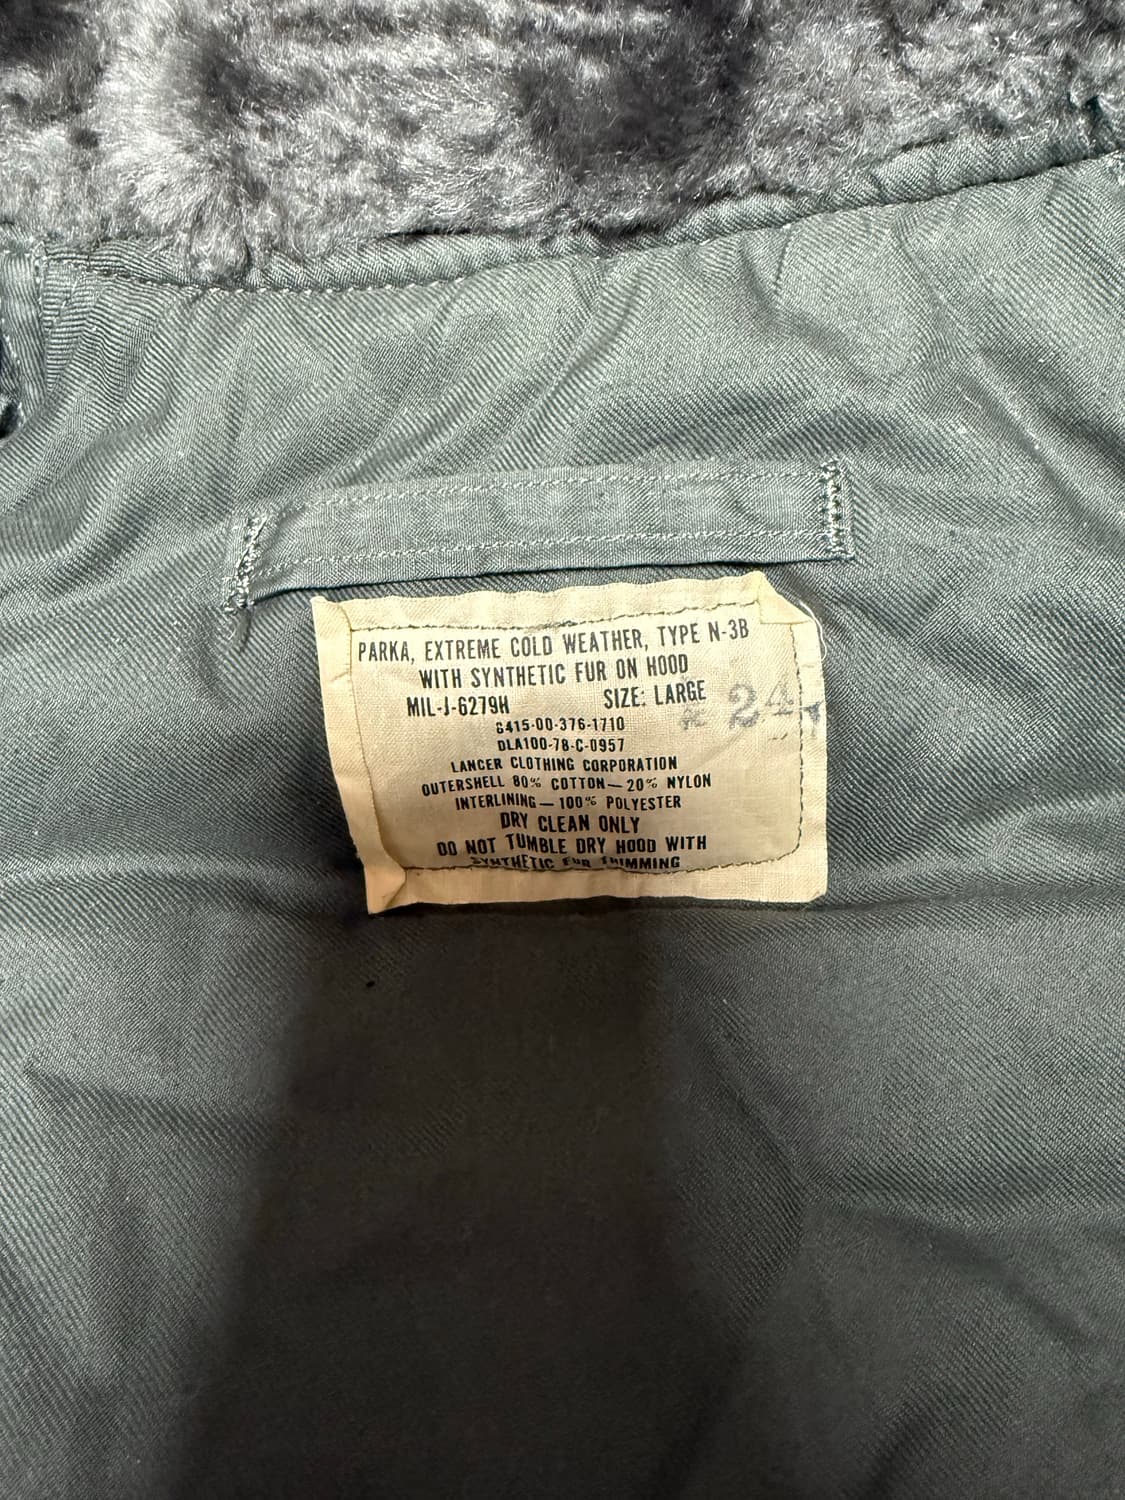 PARKA, EXTREME COLD WEATHER, TYPE N-3B
WITH SYNTHETIC FUR ON HOOD
MIL-J-6279H SIZE: LARGE
24
8415-00-376-1710
DLA100-78-C-0957
LANCER CLOTHING CORPORATION
OUTERSHELL 80% COTTON — 20% NYLON
INTERLINING — 100% POLYESTER
DRY CLEAN ONLY
DO NOT TUMBLE DRY HOOD WITH
SYNTHETIC FUR TRIMMING